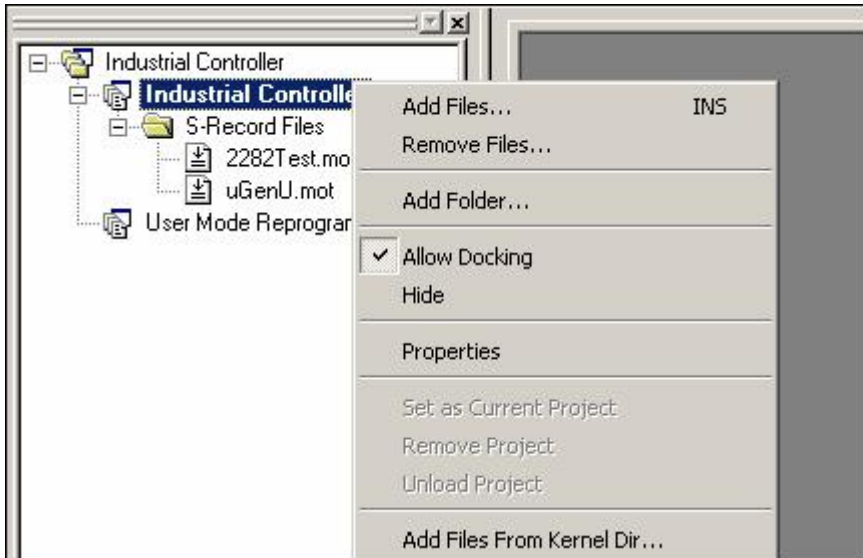 Industrial Controller
Industrial Controlle
S-Record Files
2282Test.mo
uGenU.mot
User Mode Reprogra
Add Files... INS
Remove Files...
Add Folder...
Allow Docking
Hide
Properties
Set as Current Project
Remove Project
Unload Project
Add Files From Kernel Dir...